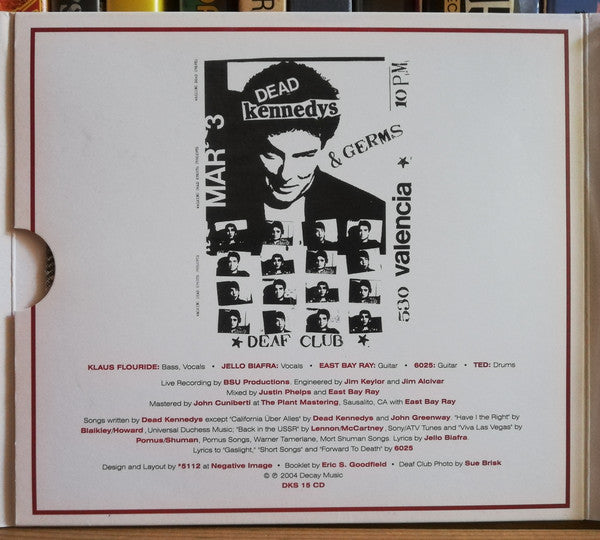 DEAD
kennedys
& GERMS
MAR 3
10 P.M.
530 valencia
DEAF CLUB
KLAUS FLOURIDE: Bass, Vocals • JELLO BIAFRA: Vocals • EAST BAY RAY: Guitar • 6025: Guitar • TED: Drums
Live Recording by BSU Productions. Engineered by Jim Keylor and Jim Alcivar
Mixed by Justin Phelps and East Bay Ray
Mastered by John Cuniberti at The Plant Mastering, Sausalito, CA with East Bay Ray
Songs written by Dead Kennedys except "California Über Alles" by Dead Kennedys and John Greenway. "Have I the Right" by
Blaikley/Howard, Universal Duchess Music; "Back in the USSR" by Lennon/McCartney, Sony/ATV Tunes and "Viva Las Vegas" by
Pomus/Shuman, Pomus Songs, Warner Tamerlane, Mort Shuman Songs. Lyrics by Jello Biafra.
Lyrics to "Gaslight," "Short Songs" and "Forward To Death" by 6025
Design and Layout by *5112 at Negative Image • Booklet by Eric S. Goodfield • Deaf Club Photo by Sue Brisk
© ℗ 2004 Decay Music
DKS 15 CD